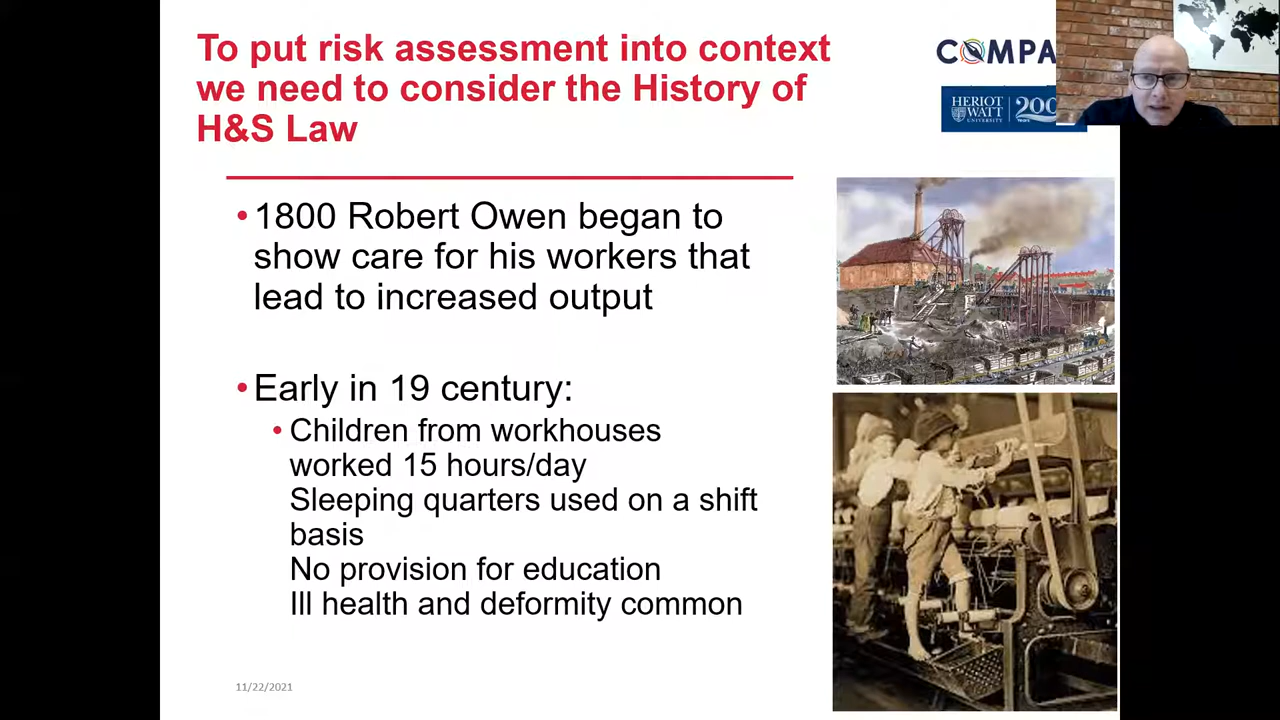 To put risk assessment into context
we need to consider the History of
H&S Law
COMPA
HERIOT
WATT
UNIVERSITY
200
YEARS
•1800 Robert Owen began to
show care for his workers that
lead to increased output
•Early in 19 century:
•Children from workhouses
worked 15 hours/day
Sleeping quarters used on a shift
basis
No provision for education
Ill health and deformity common
11/22/2021